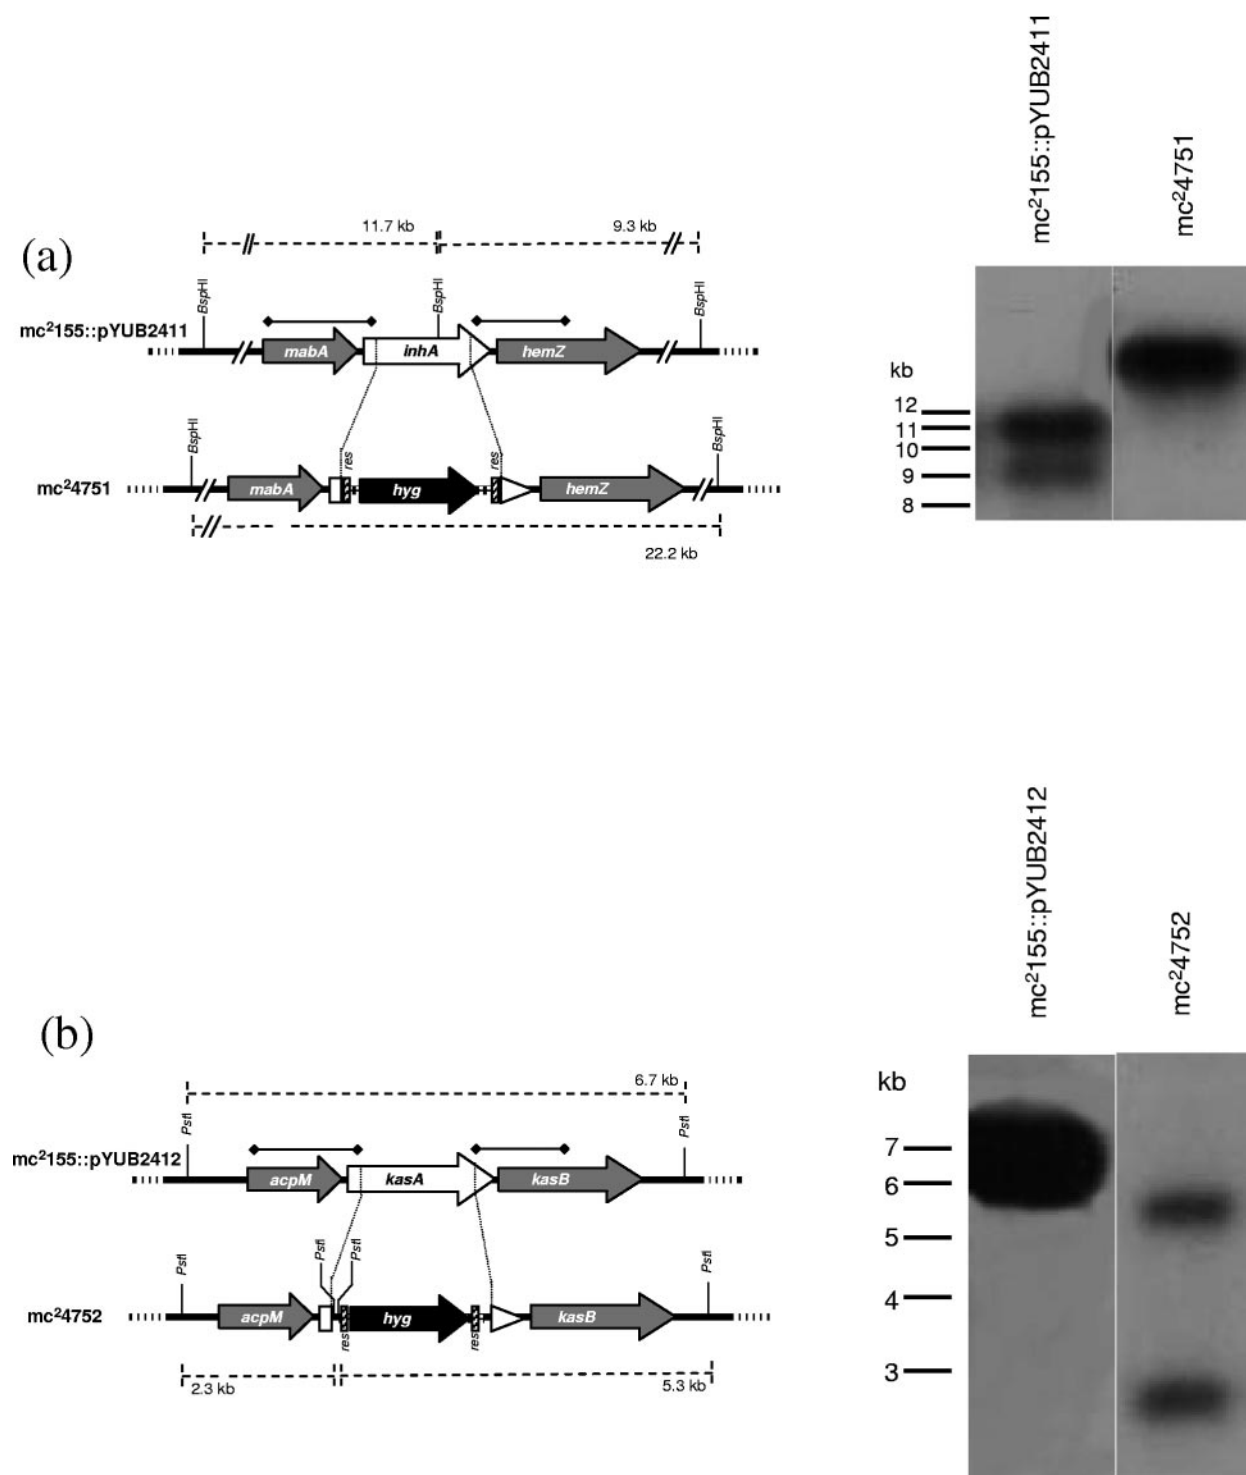 mc²155::pYUB2411
mc²4751
(a)
11.7 kb
9.3 kb
BspHI
BspHI
BspHI
mc²155::pYUB2411
mabA
inhA
hemZ
BspHI
BspHI
res
res
mc²4751
mabA
hyg
hemZ
22.2 kb
kb
12
11
10
9
8
mc²155::pYUB2412
mc²4752
(b)
6.7 kb
PstI
PstI
mc²155::pYUB2412
acpM
kasA
kasB
PstI
PstI
PstI
PstI
mc²4752
acpM
hyg
kasB
res
res
2.3 kb
5.3 kb
kb
7
6
5
4
3